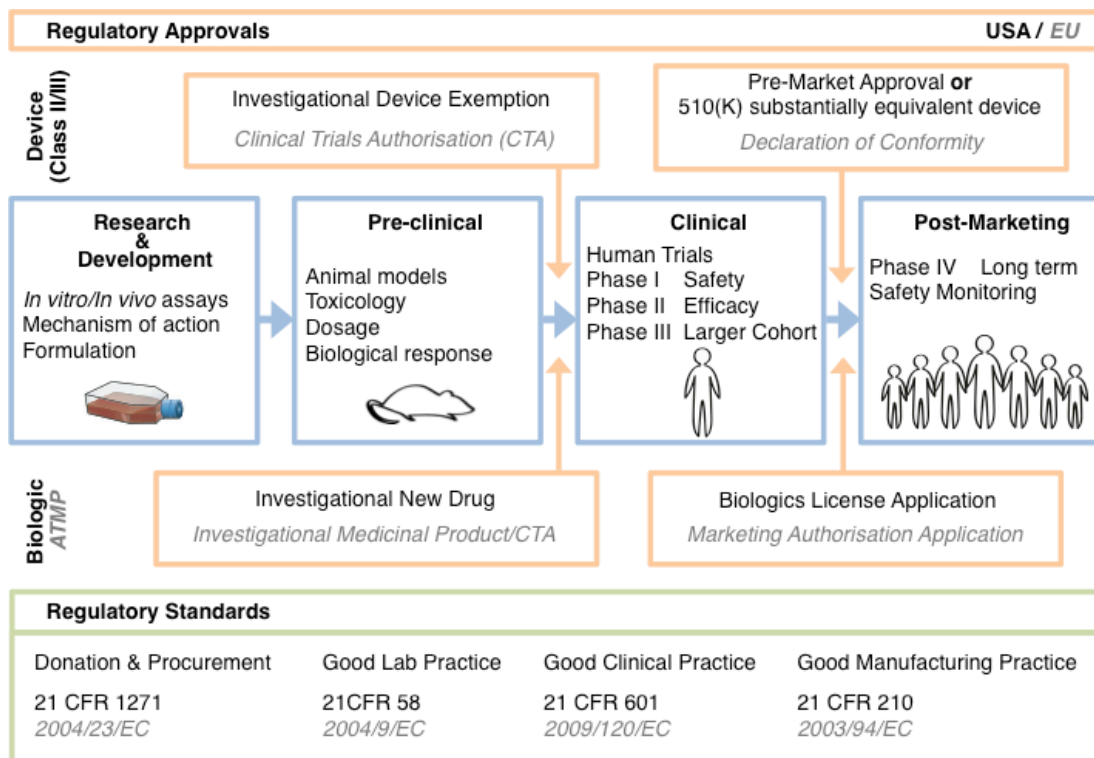 Regulatory Approvals
USA / EU
Device
(Class II/III)
Investigational Device Exemption
Clinical Trials Authorisation (CTA)
Pre-Market Approval or
510(K) substantially equivalent device
Declaration of Conformity
Research
&
Development
In vitro/In vivo assays
Mechanism of action
Formulation
Pre-clinical
Animal models
Toxicology
Dosage
Biological response
Clinical
Human Trials
Phase I Safety
Phase II Efficacy
Phase III Larger Cohort
Post-Marketing
Phase IV Long term
Safety Monitoring
Biologic
ATMP
Investigational New Drug
Investigational Medicinal Product/CTA
Biologics License Application
Marketing Authorisation Application
Regulatory Standards
Donation & Procurement
21 CFR 1271
2004/23/EC
Good Lab Practice
21CFR 58
2004/9/EC
Good Clinical Practice
21 CFR 601
2009/120/EC
Good Manufacturing Practice
21 CFR 210
2003/94/EC